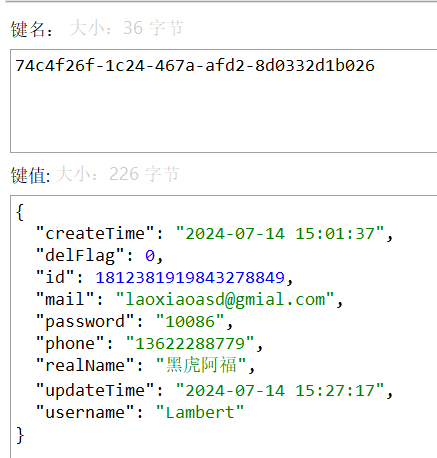 键名： 大小：36 字节
74c4f26f-1c24-467a-afd2-8d0332d1b026
键值: 大小：226 字节
{
  "createTime": "2024-07-14 15:01:37",
  "delFlag": 0,
  "id": 1812381919843278849,
  "mail": "laoxiaoasd@gmial.com",
  "password": "10086",
  "phone": "13622288779",
  "realName": "黑虎阿福",
  "updateTime": "2024-07-14 15:27:17",
  "username": "Lambert"
}